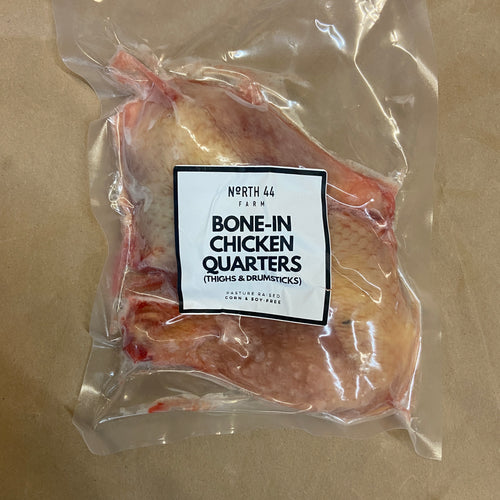 NoRTH 44
FARM
BONE-IN
CHICKEN
QUARTERS
(THIGHS & DRUMSTICKS)
PASTURE RAISED
CORN & SOY-FREE